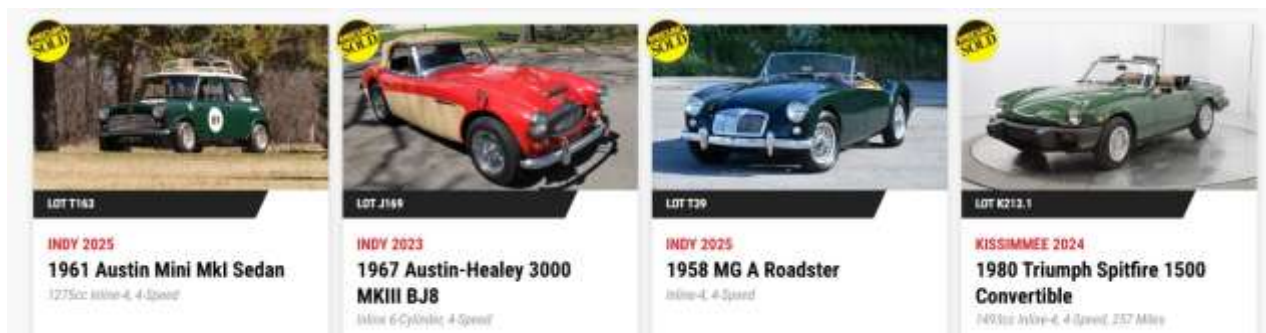 SOLD
LOT T163
INDY 2025
1961 Austin Mini MkI Sedan
1275cc Inline-4, 4-Speed
SOLD
LOT J169
INDY 2023
1967 Austin-Healey 3000
MKIII BJ8
Inline 6-Cylinder, 4-Speed
SOLD
LOT T39
INDY 2025
1958 MG A Roadster
Inline-4, 4-Speed
SOLD
LOT K213.1
KISSIMMEE 2024
1980 Triumph Spitfire 1500
Convertible
1493cc Inline-4, 4-Speed, 257 Miles